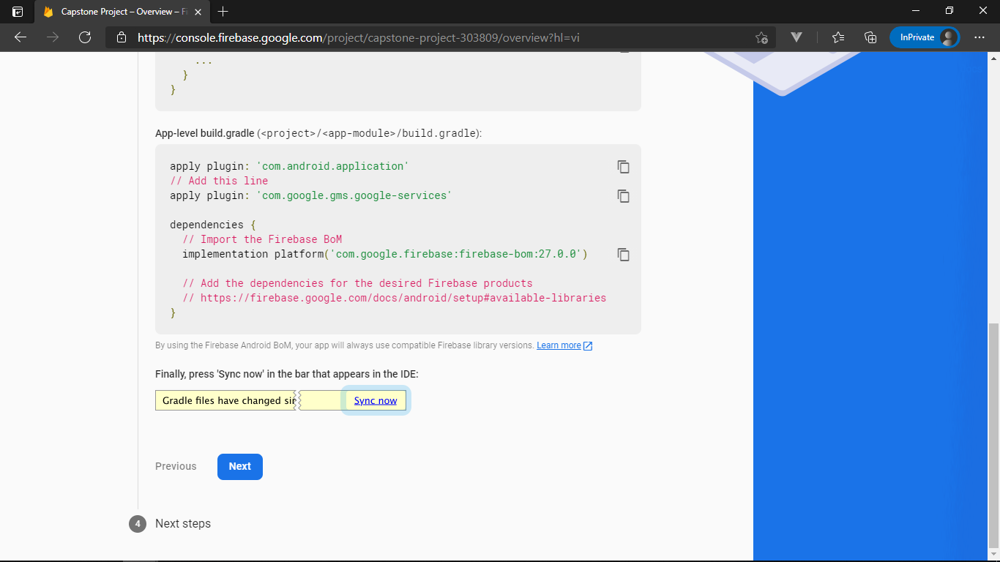 Capstone Project – Overview – Fi
https://console.firebase.google.com/project/capstone-project-303809/overview?hl=vi
InPrivate
...
}
}
App-level build.gradle (<project>/<app-module>/build.gradle):
apply plugin: 'com.android.application'
// Add this line
apply plugin: 'com.google.gms.google-services'
dependencies {
// Import the Firebase BoM
implementation platform('com.google.firebase:firebase-bom:27.0.0')
// Add the dependencies for the desired Firebase products
// https://firebase.google.com/docs/android/setup#available-libraries
}
By using the Firebase Android BoM, your app will always use compatible Firebase library versions. Learn more
Finally, press 'Sync now' in the bar that appears in the IDE:
Gradle files have changed sin Sync now
Previous Next
4 Next steps